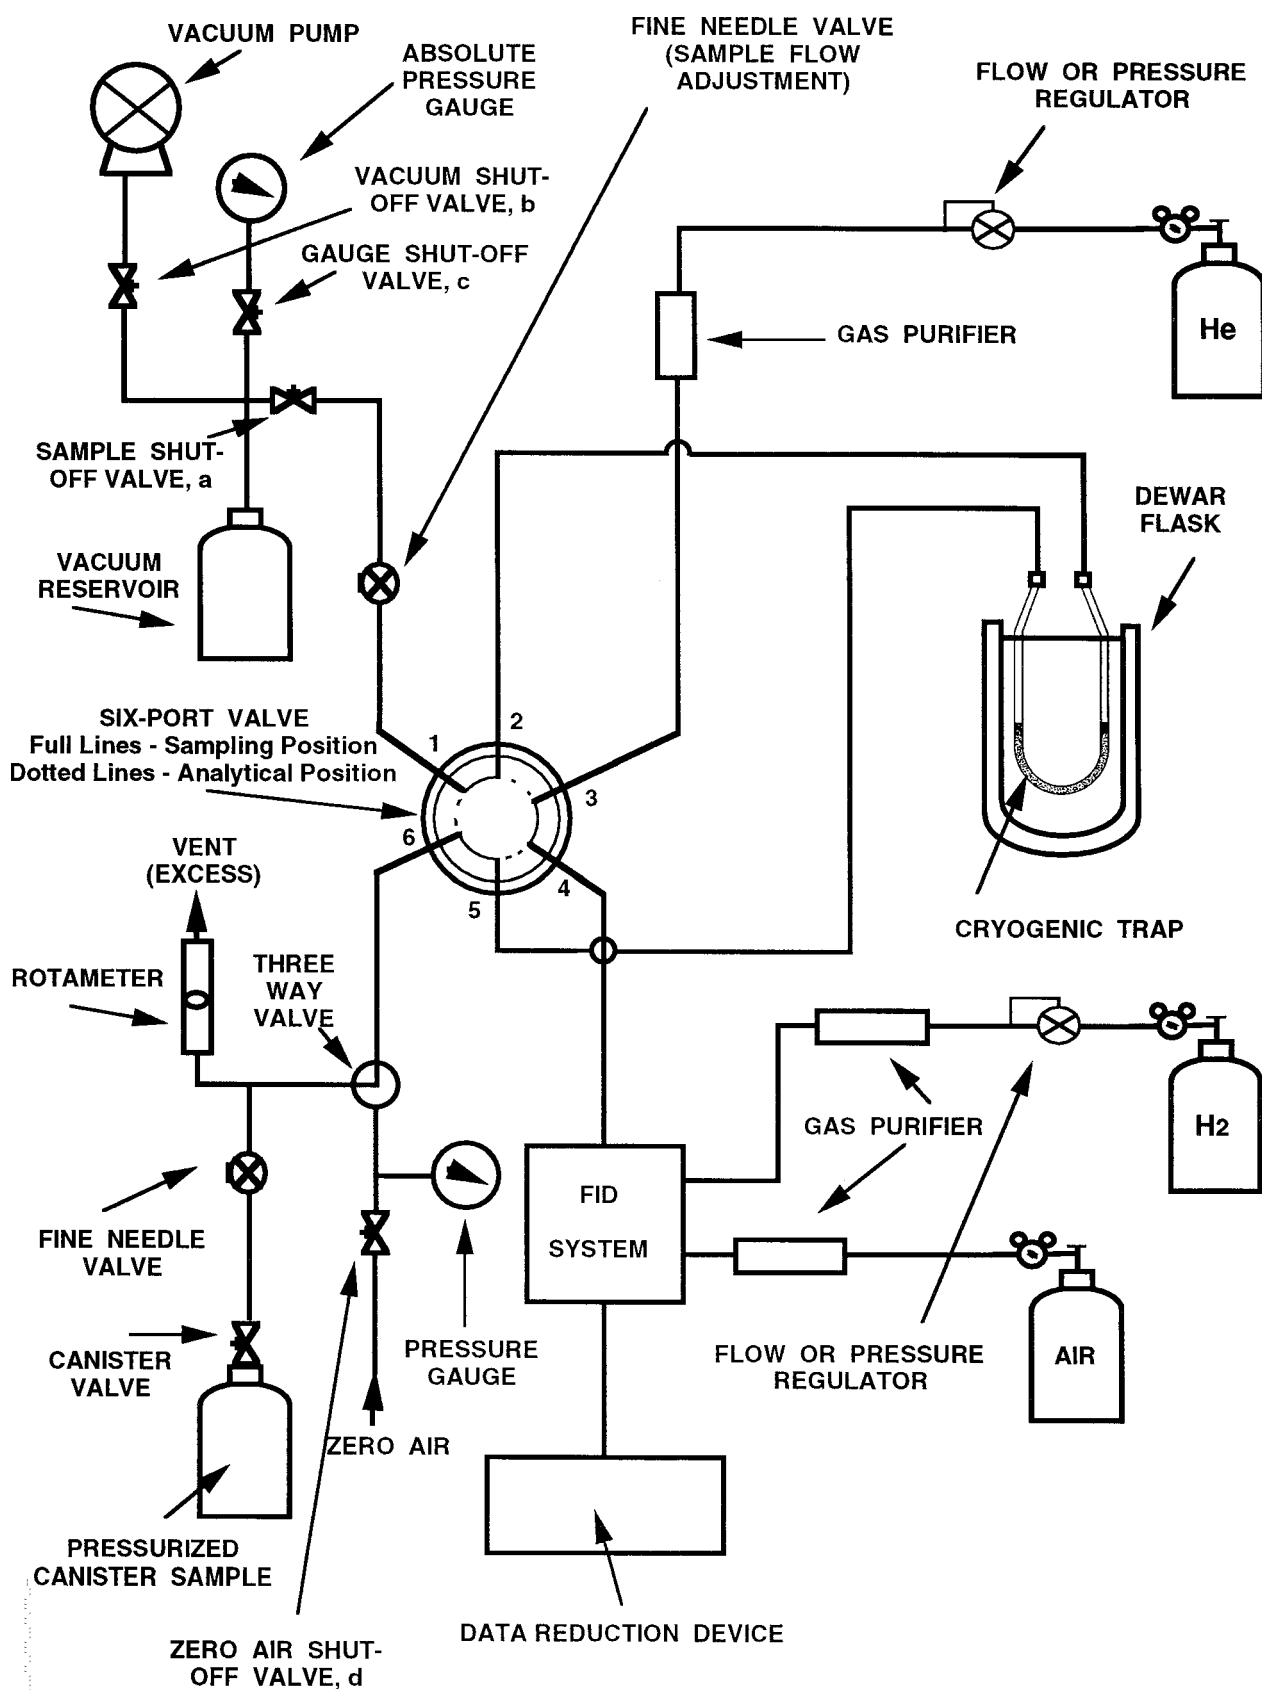 VACUUM PUMP
ABSOLUTE
PRESSURE
GAUGE
FINE NEEDLE VALVE
(SAMPLE FLOW
ADJUSTMENT)
FLOW OR PRESSURE
REGULATOR
VACUUM SHUT-
OFF VALVE, b
GAUGE SHUT-OFF
VALVE, c
GAS PURIFIER
He
SAMPLE SHUT-
OFF VALVE, a
DEWAR
FLASK
VACUUM
RESERVOIR
SIX-PORT VALVE
Full Lines - Sampling Position
Dotted Lines - Analytical Position
1
2
3
4
5
6
CRYOGENIC TRAP
VENT
(EXCESS)
ROTAMETER
THREE
WAY
VALVE
GAS PURIFIER
H2
FID
SYSTEM
FINE NEEDLE
VALVE
CANISTER
VALVE
PRESSURE
GAUGE
FLOW OR PRESSURE
REGULATOR
AIR
ZERO AIR
PRESSURIZED
CANISTER SAMPLE
DATA REDUCTION DEVICE
ZERO AIR SHUT-
OFF VALVE, d